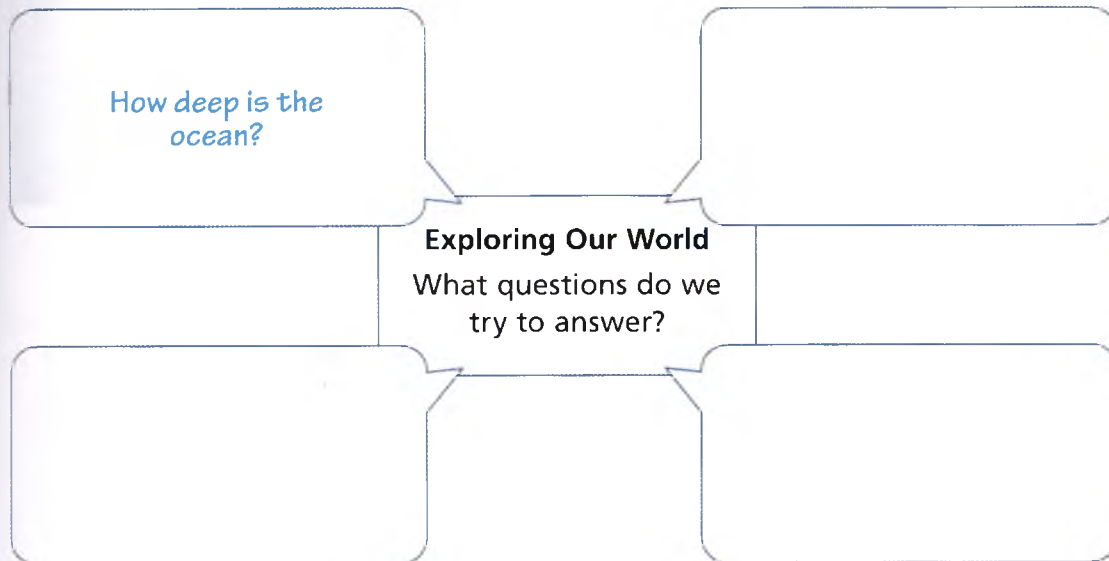 How deep is the
ocean?
Exploring Our World
What questions do we
try to answer?